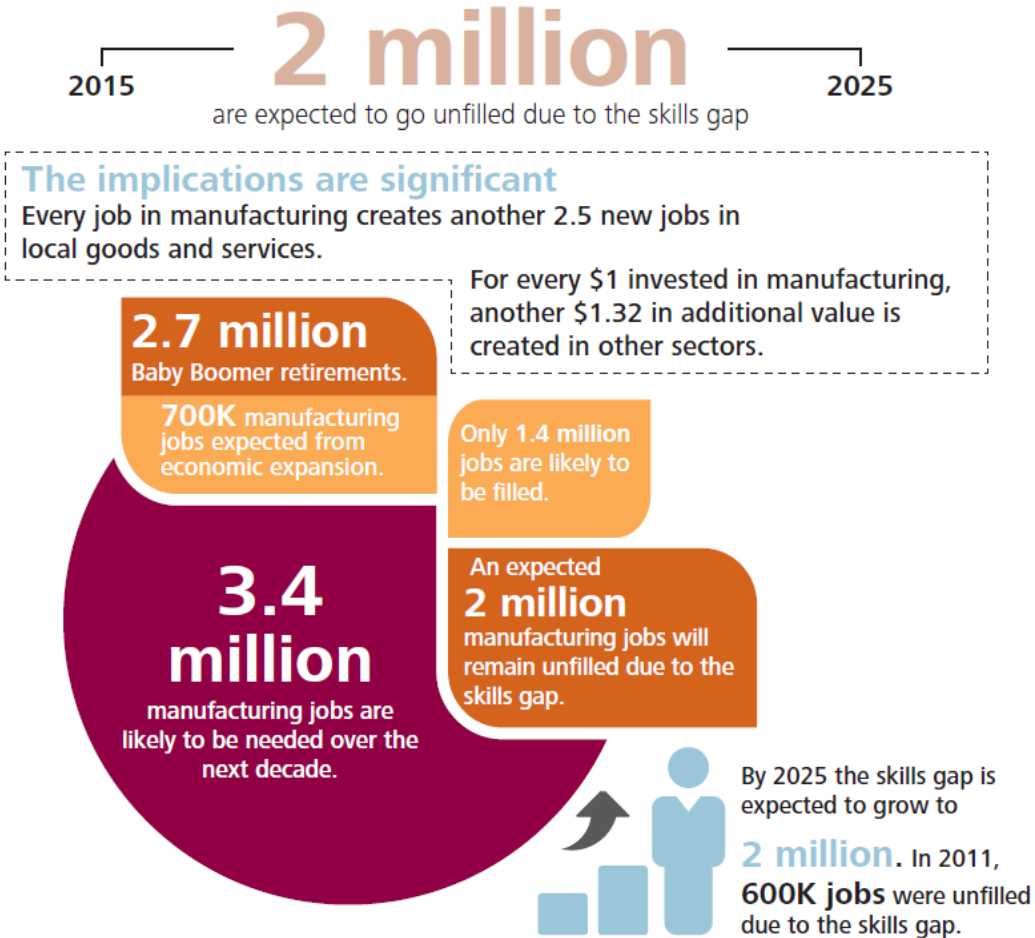 2 million
2015
2025
are expected to go unfilled due to the skills gap
The implications are significant
Every job in manufacturing creates another 2.5 new jobs in
local goods and services.
For every $1 invested in manufacturing,
another $1.32 in additional value is
created in other sectors.
2.7 million
Baby Boomer retirements.
700K manufacturing
jobs expected from
economic expansion.
Only 1.4 million
jobs are likely to
be filled.
3.4
million
manufacturing jobs are
likely to be needed over the
next decade.
An expected
2 million
manufacturing jobs will
remain unfilled due to the
skills gap.
By 2025 the skills gap is
expected to grow to
2 million. In 2011,
600K jobs were unfilled
due to the skills gap.